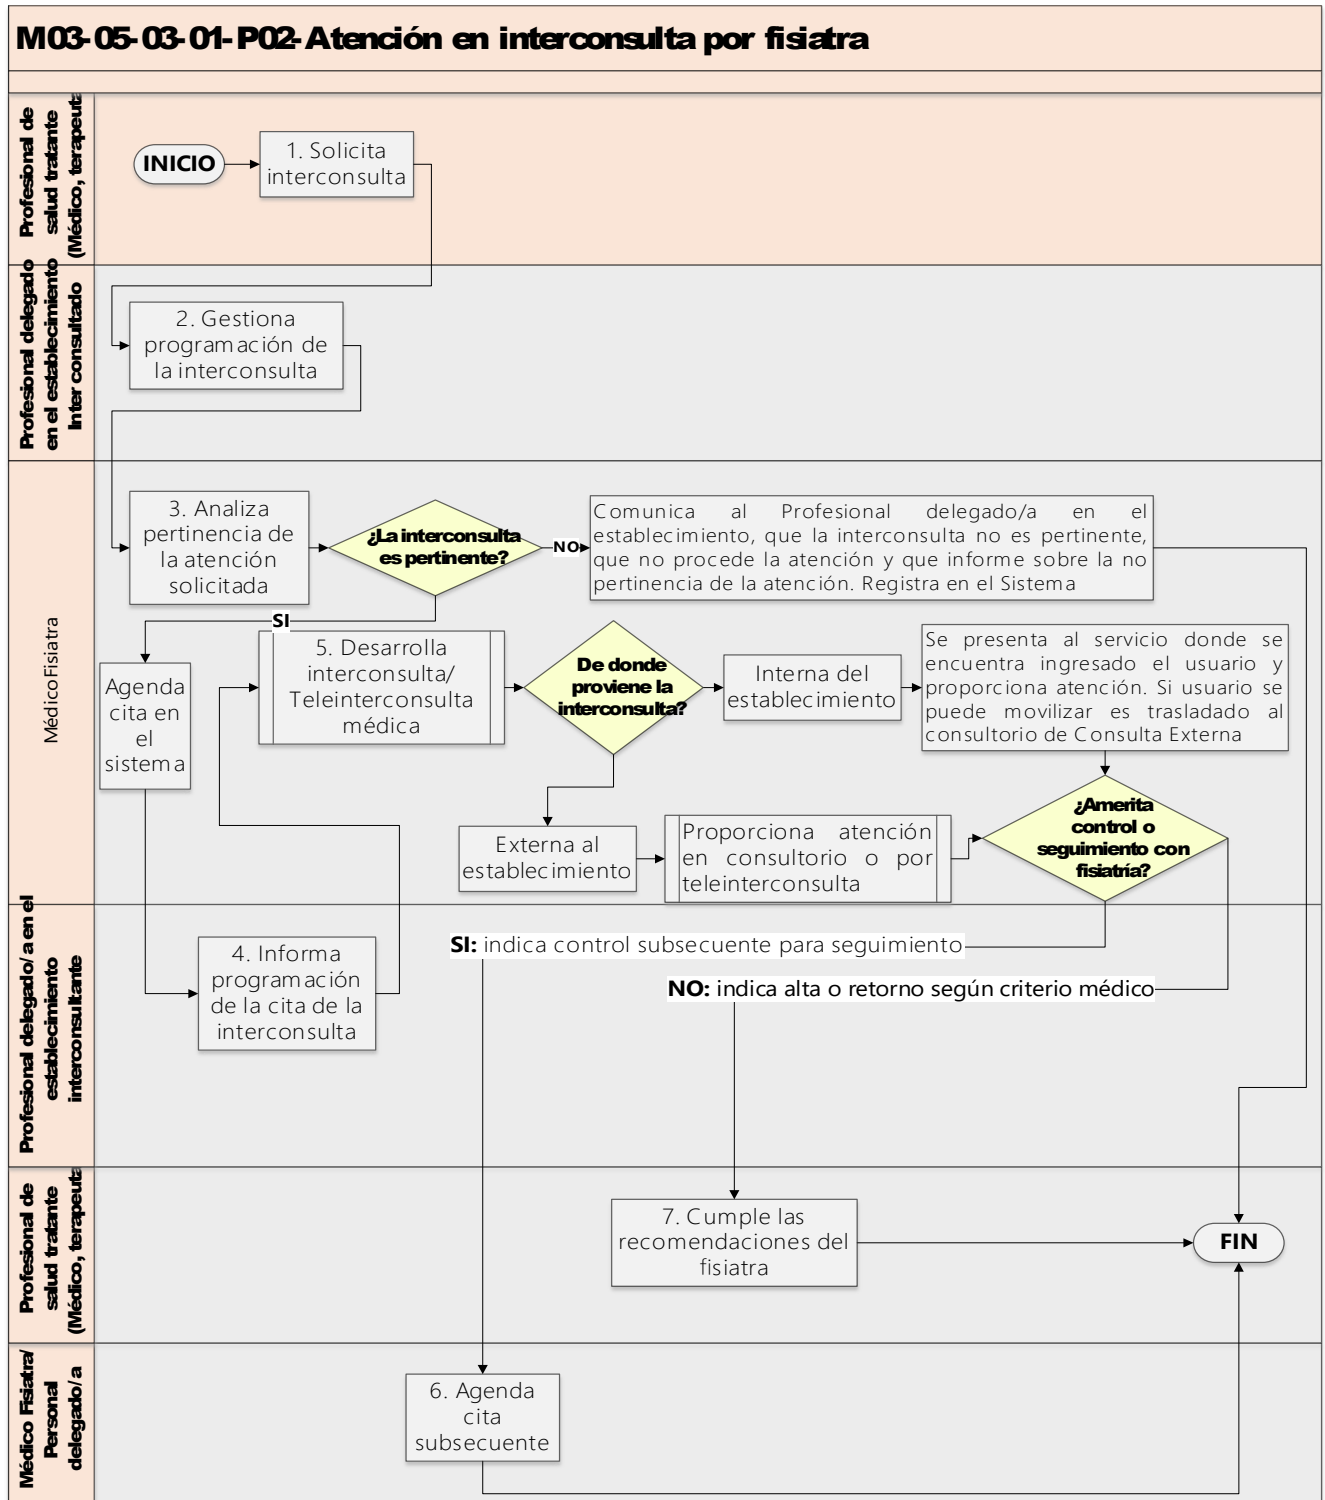 M03-05-03-01-P02-Atención en interconsulta por fisiatra
Profesional de
salud tratante
(Médico, terapeuta
INICIO
1. Solicita
interconsulta
Profesional delegado
en el establecimiento
Inter consultado
2. Gestiona
programación de
la interconsulta
Médico Fisiatra
3. Analiza
pertinencia de
la atención
solicitada
¿La interconsulta
es pertinente?
NO
Comunica al Profesional delegado/a en el
establecimiento, que la interconsulta no es pertinente,
que no procede la atención y que informe sobre la no
pertinencia de la atención. Registra en el Sistema
SI
Agenda
cita en
el
sistema
5. Desarrolla
interconsulta/
Teleinterconsulta
médica
De donde
proviene la
interconsulta?
Interna del
establecimiento
Se presenta al servicio donde se
encuentra ingresado el usuario y
proporciona atención. Si usuario se
puede movilizar es trasladado al
consultorio de Consulta Externa
Externa al
establecimiento
Proporciona atención
en consultorio o por
teleinterconsulta
¿Amerita
control o
seguimiento con
fisiatría?
Profesional delegado/a en el
establecimiento
interconsultante
4. Informa
programación
de la cita de la
interconsulta
SI: indica control subsecuente para seguimiento
NO: indica alta o retorno según criterio médico
Profesional de
salud tratante
(Médico, terapeuta
7. Cumple las
recomendaciones del
fisiatra
FIN
Médico Fisiatra/
Personal
delegado/a
6. Agenda
cita
subsecuente